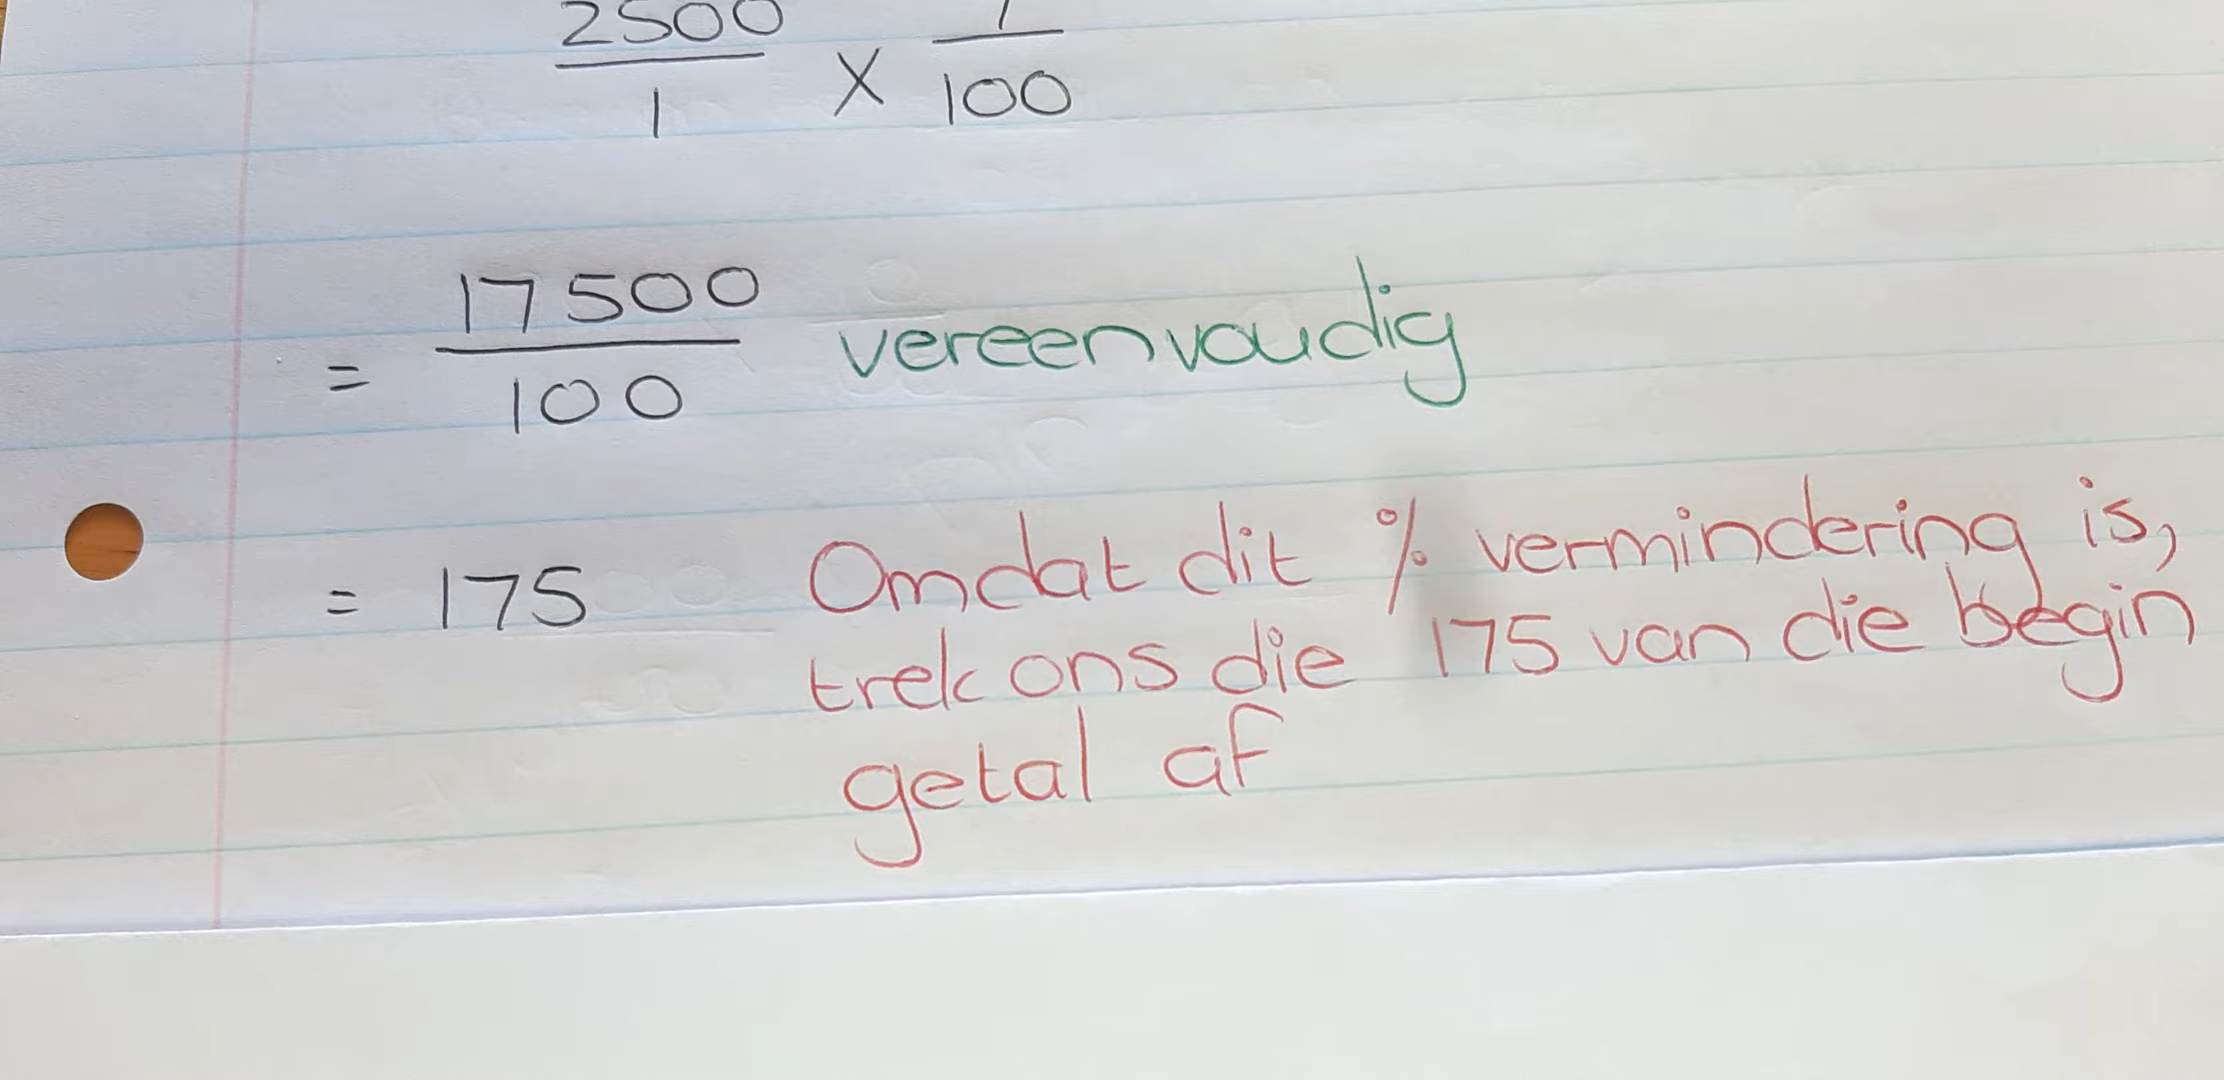 2500
1 × 100
17500
= 100 vereenvoudig
= 175 Omdat dit % vermindering is,
trek ons die 175 van die begin
getal af